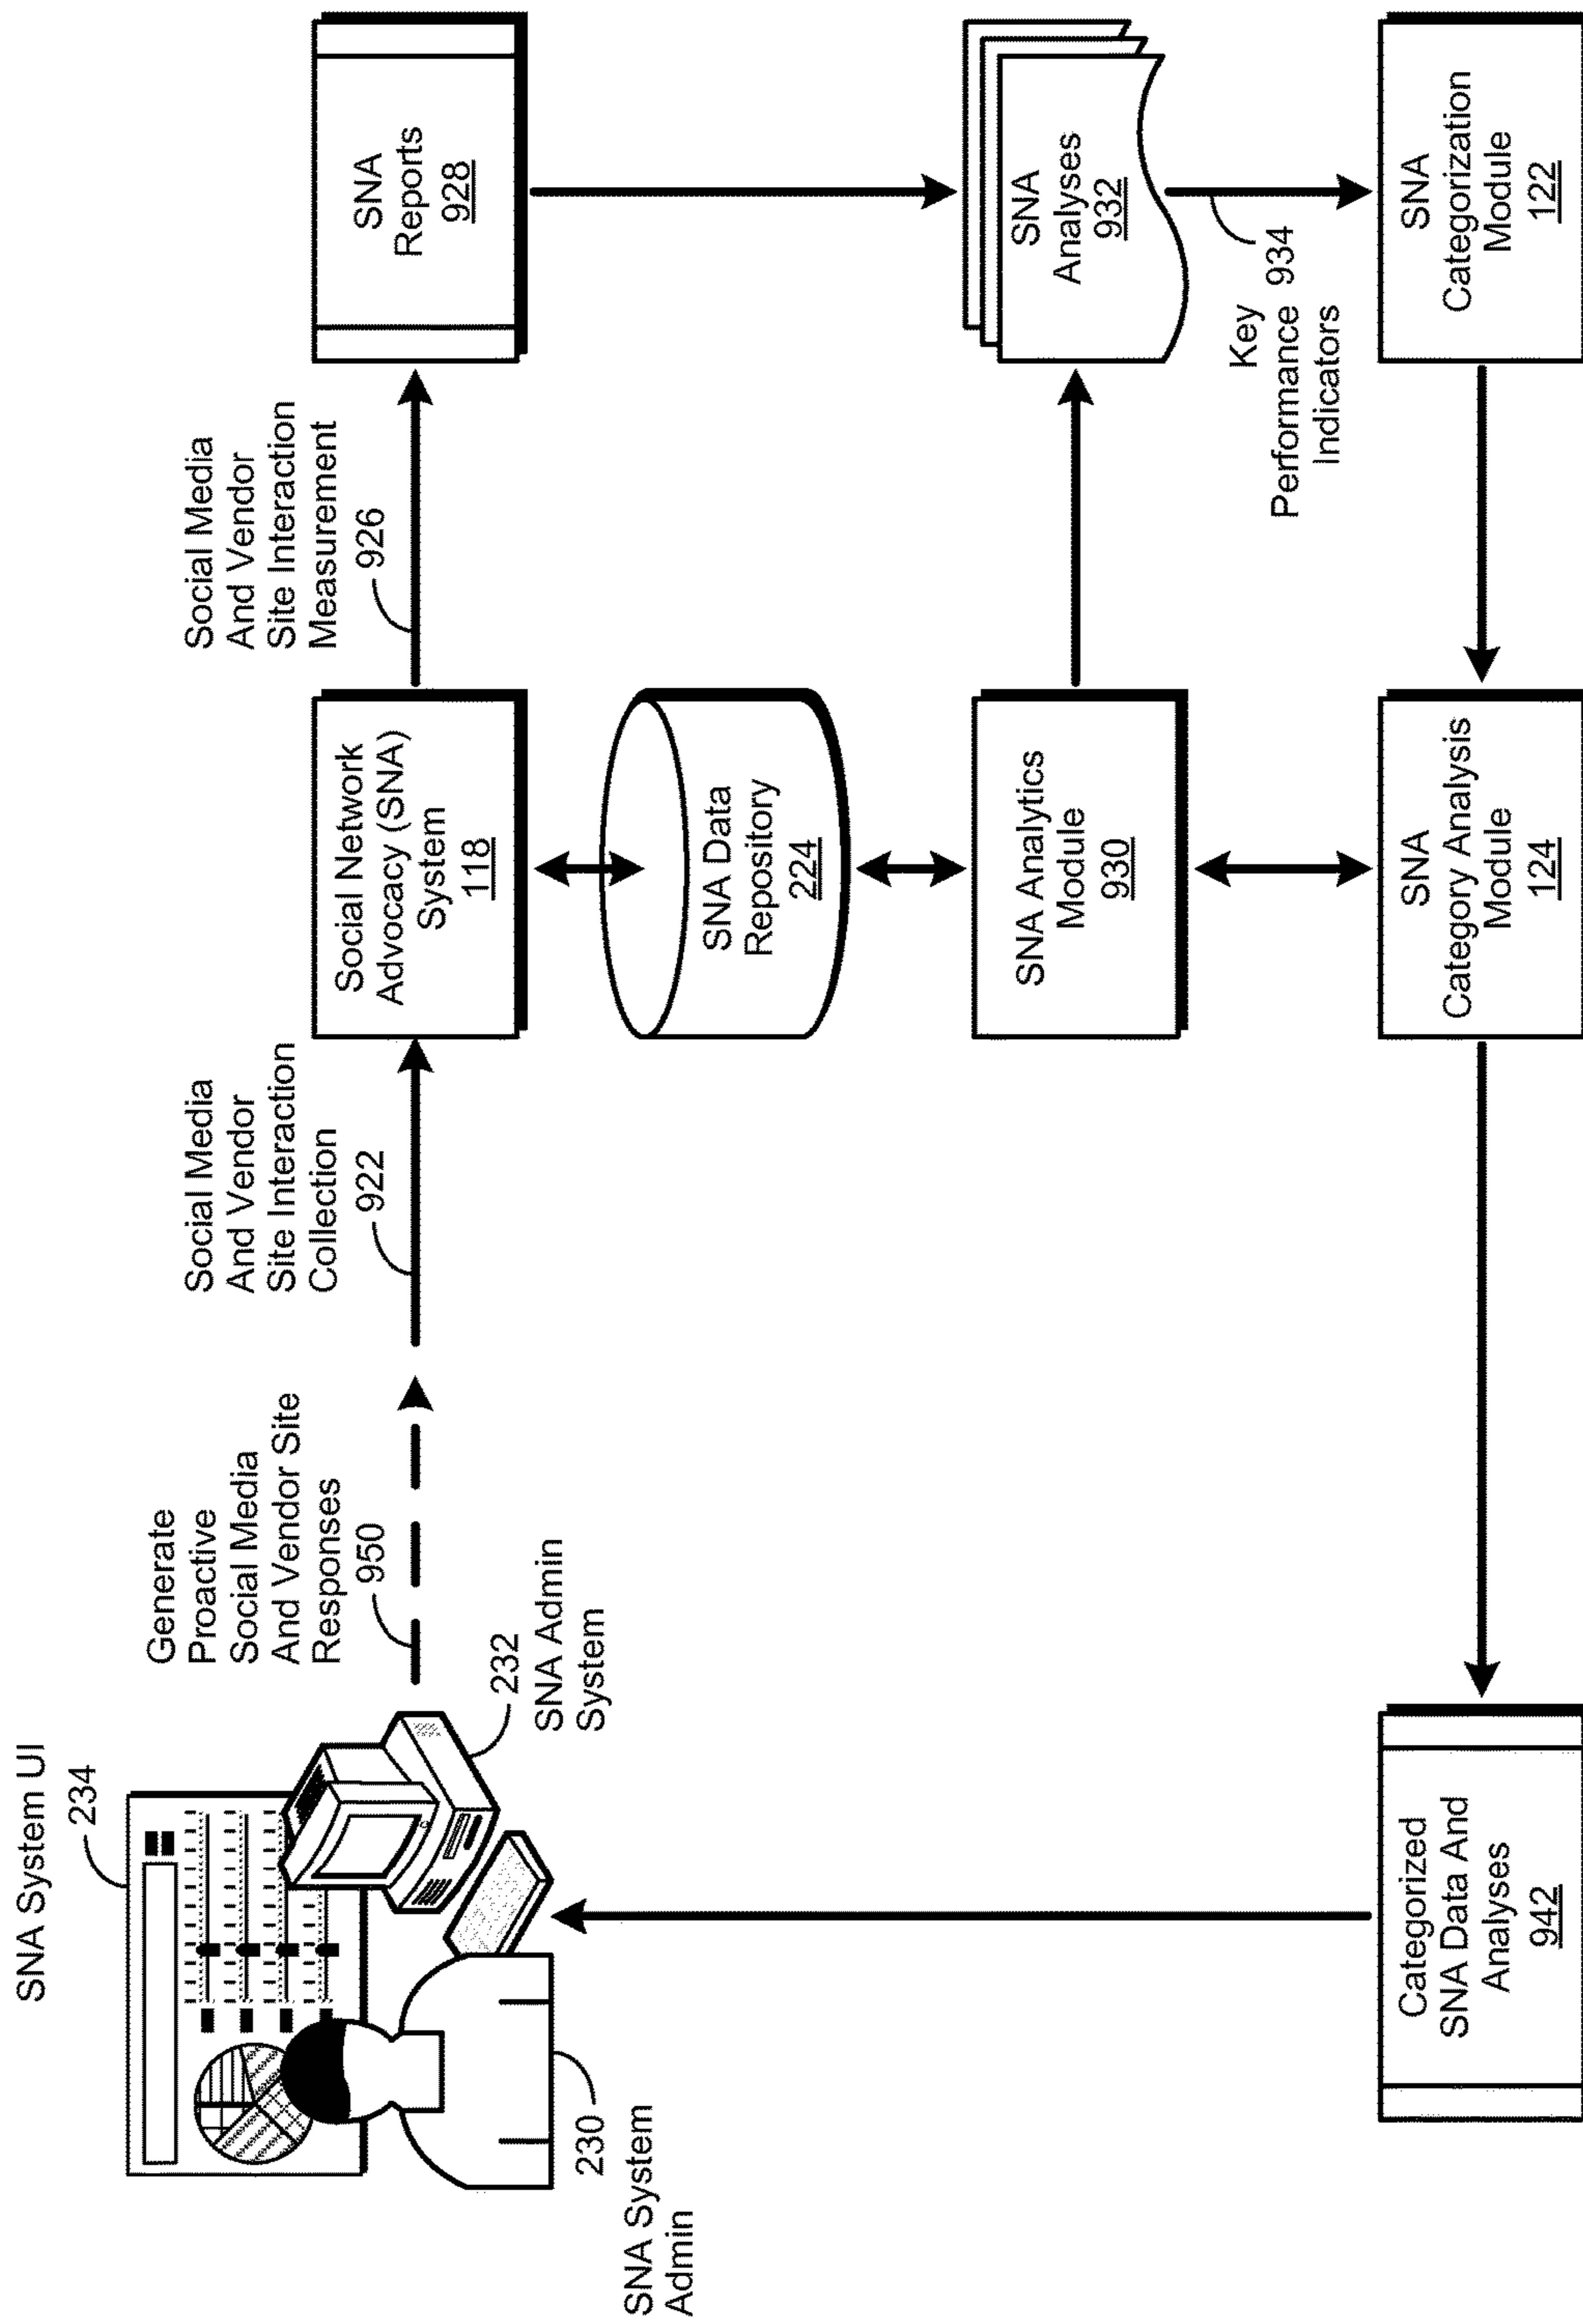 SNA System UI
234
Generate
Proactive
Social Media
And Vendor Site
Responses
950
232
SNA Admin
System
230
SNA System
Admin
Social Media
And Vendor
Site Interaction
Collection
922
Social Network
Advocacy (SNA)
System
118
Social Media
And Vendor
Site Interaction
Measurement
926
SNA
Reports
928
SNA Data
Repository
224
SNA Analytics
Module
930
SNA
Analyses
932
Key
Performance
Indicators
934
Categorized
SNA Data And
Analyses
942
SNA
Category Analysis
Module
124
SNA
Categorization
Module
122